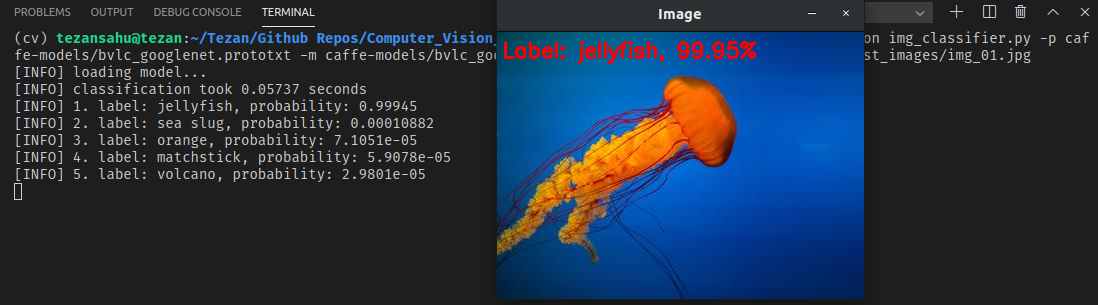 PROBLEMS OUTPUT DEBUG CONSOLE TERMINAL
Image
(cv) tezansahu@tezan:~/Tezan/Github Repos/Computer_Vision_ on img_classifier.py -p caf
fe-models/bvlc_googlenet.prototxt -m caffe-models/bvlc_goo st_images/img_01.jpg
[INFO] loading model...
[INFO] classification took 0.05737 seconds
[INFO] 1. label: jellyfish, probability: 0.99945
[INFO] 2. label: sea slug, probability: 0.00010882
[INFO] 3. label: orange, probability: 7.1051e-05
[INFO] 4. label: matchstick, probability: 5.9078e-05
[INFO] 5. label: volcano, probability: 2.9801e-05
Label: jellyfish, 99.95%